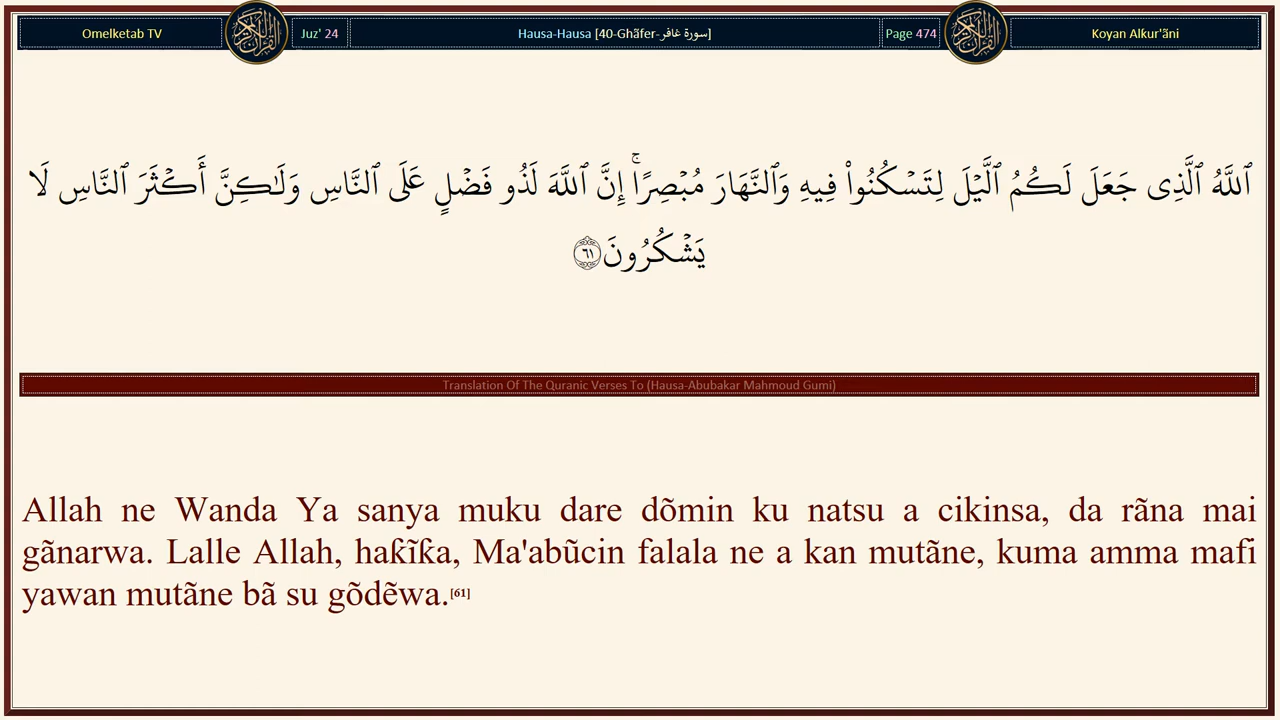 Omelketab TV
Juz' 24
Hausa-Hausa [40-Ghãfer-سورة غافر]
Page 474
Koyan Alƙur'ãni
ٱللَّهُ ٱلَّذِى جَعَلَ لَكُمُ ٱلَّيْلَ لِتَسْكُنُوا۟ فِيهِ وَٱلنَّهَارَ مُبْصِرًا ۚ إِنَّ ٱللَّهَ لَذُو فَضْلٍ عَلَى ٱلنَّاسِ وَلَـٰكِنَّ أَكْثَرَ ٱلنَّاسِ لَا
يَشْكُرُونَ ٦١
Translation Of The Quranic Verses To (Hausa-Abubakar Mahmoud Gumi)
Allah ne Wanda Ya sanya muku dare dõmin ku natsu a cikinsa, da rãna mai
gãnarwa. Lalle Allah, haƙĩƙa, Ma'abũcin falala ne a kan mutãne, kuma amma mafi
yawan mutãne bã su gõdẽwa.[61]